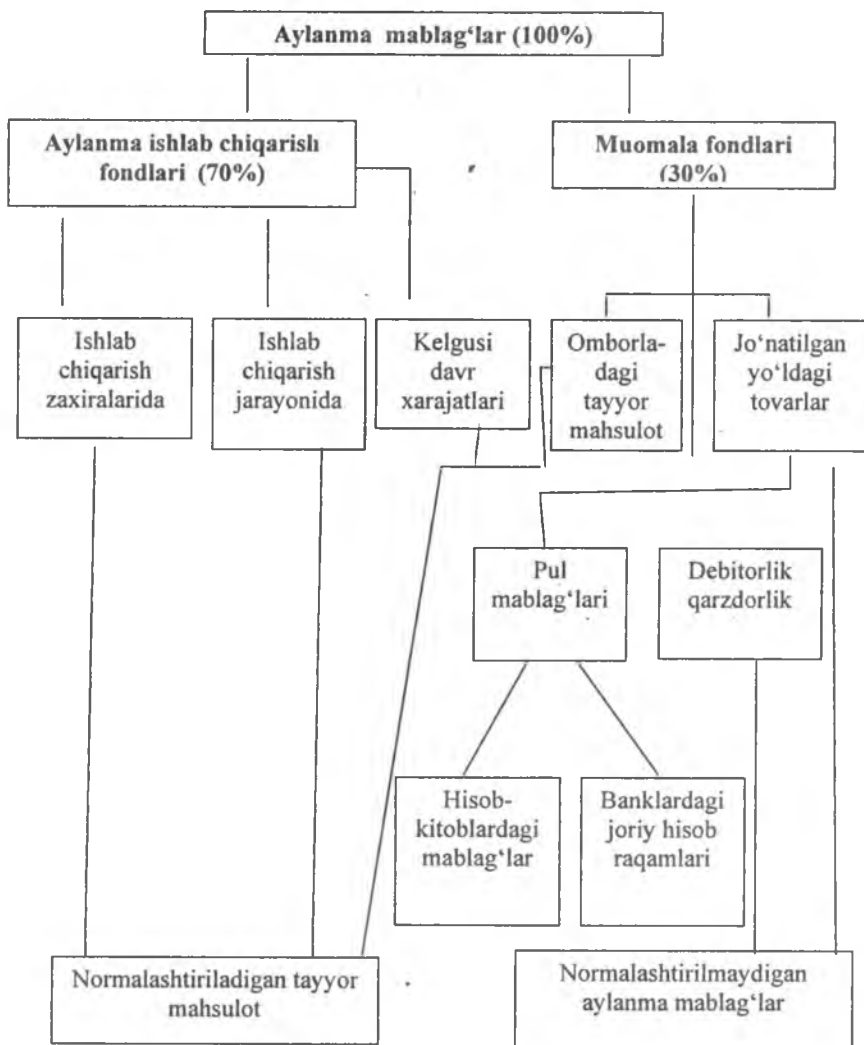 Aylanma mablag‘lar (100%)
Aylanma ishlab chiqarish
fondlari (70%)
Muomala fondlari
(30%)
Ishlab
chiqarish
zaxiralarida
Ishlab
chiqarish
jarayonida
Kelgusi
davr
xarajatlari
Omborla-
dagi
tayyor
mahsulot
Jo‘natilgan
yo‘ldagi
tovarlar
Pul
mablag‘lari
Debitorlik
qarzdorlik
Hisob-
kitoblardagi
mablag‘lar
Banklardagi
joriy hisob
raqamlari
Normalashtiriladigan tayyor
mahsulot
Normalashtirilmaydigan
aylanma mablag‘lar